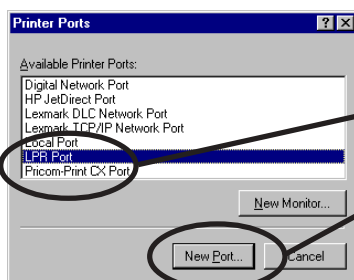 Printer Ports
Available Printer Ports:
Digital Network Port
HP JetDirect Port
Lexmark DLC Network Port
Lexmark TCP/IP Network Port
Local Port
LPR Port
Pricom-Print CX Port
New Monitor...
New Port...
Cancel